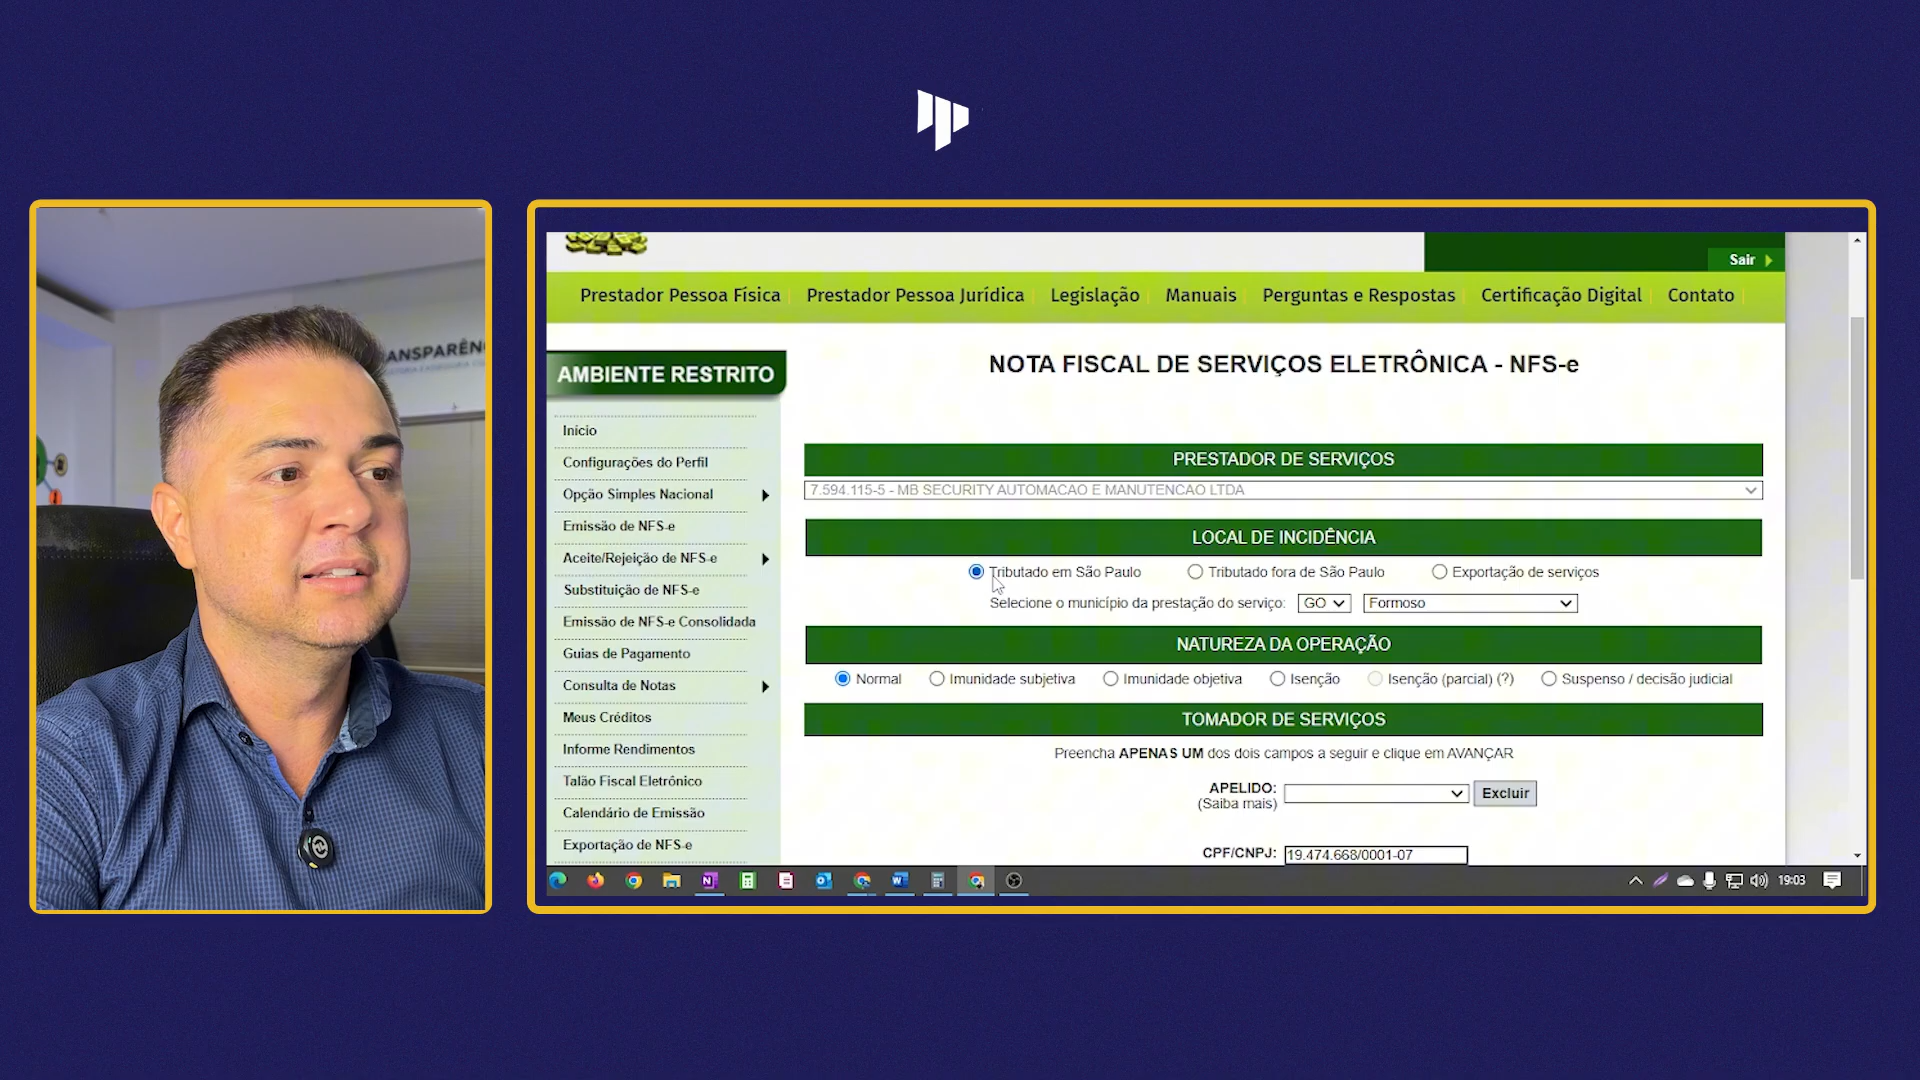 ANSPARÊN
Sair
Prestador Pessoa Física
Prestador Pessoa Jurídica
Legislação
Manuais
Perguntas e Respostas
Certificação Digital
Contato
AMBIENTE RESTRITO
Início
Configurações do Perfil
Opção Simples Nacional
Emissão de NFS-e
Aceite/Rejeição de NFS-e
Substituição de NFS-e
Emissão de NFS-e Consolidada
Guias de Pagamento
Consulta de Notas
Meus Créditos
Informe Rendimentos
Talão Fiscal Eletrônico
Calendário de Emissão
Exportação de NFS-e
NOTA FISCAL DE SERVIÇOS ELETRÔNICA - NFS-e
PRESTADOR DE SERVIÇOS
7.594.115-5 - MB SECURITY AUTOMACAO E MANUTENCAO LTDA
LOCAL DE INCIDÊNCIA
Tributado em São Paulo Tributado fora de São Paulo Exportação de serviços
Selecione o município da prestação do serviço: GO Formoso
NATUREZA DA OPERAÇÃO
Normal Imunidade subjetiva Imunidade objetiva Isenção Isenção (parcial) (?) Suspenso / decisão judicial
TOMADOR DE SERVIÇOS
Preencha APENAS UM dos dois campos a seguir e clique em AVANÇAR
APELIDO: Excluir
(Saiba mais)
CPF/CNPJ: 19.474.668/0001-07
19:03